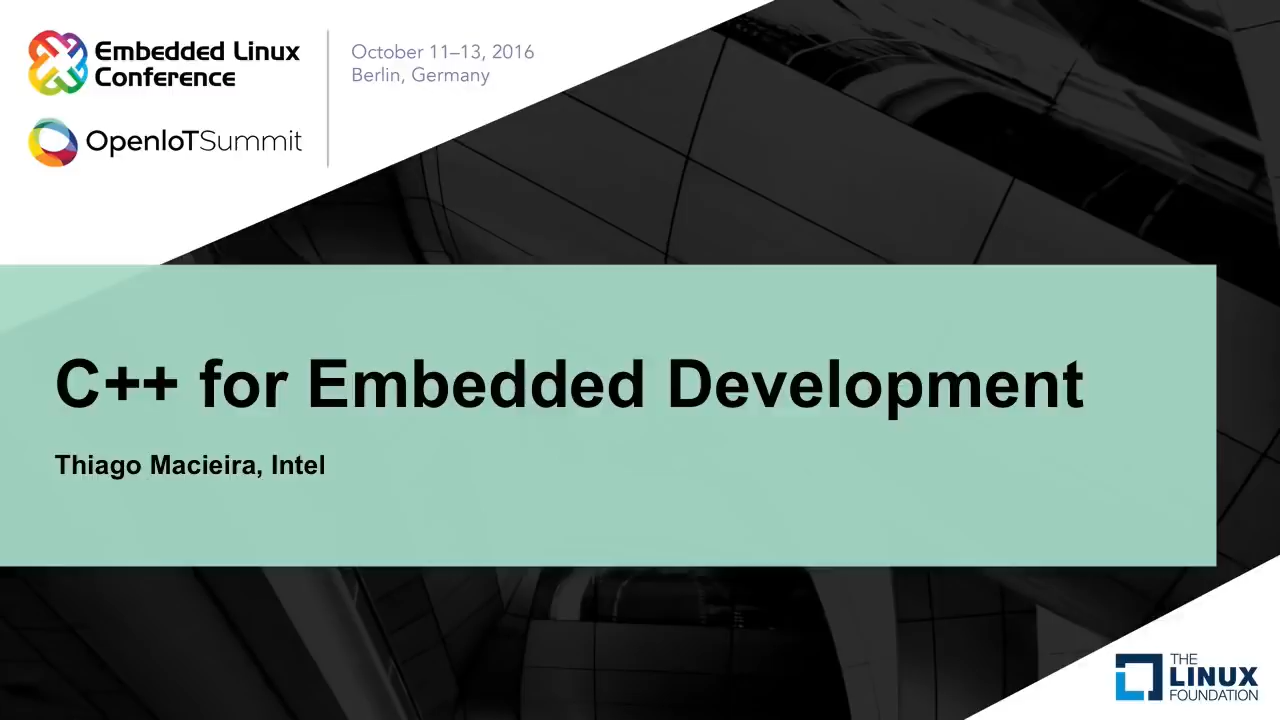 Embedded Linux
Conference
OpenIoTSummit
October 11–13, 2016
Berlin, Germany
C++ for Embedded Development
Thiago Macieira, Intel
THE
LINUX
FOUNDATION